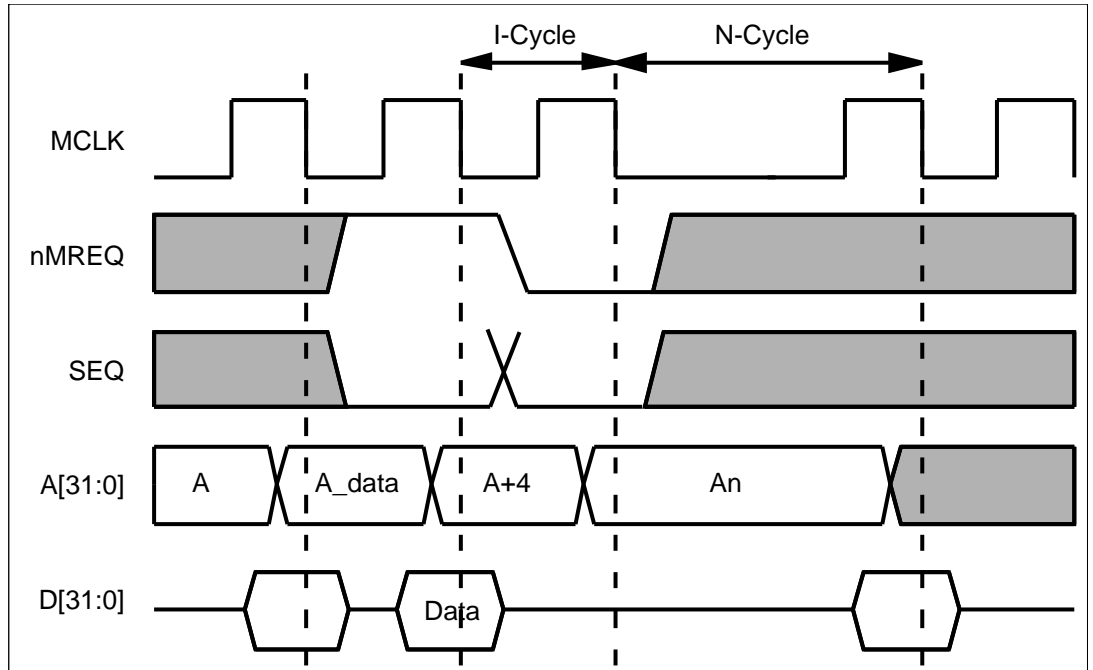 I-Cycle N-Cycle
MCLK
nMREQ
SEQ
A[31:0] A A_data A+4 An
D[31:0] Data